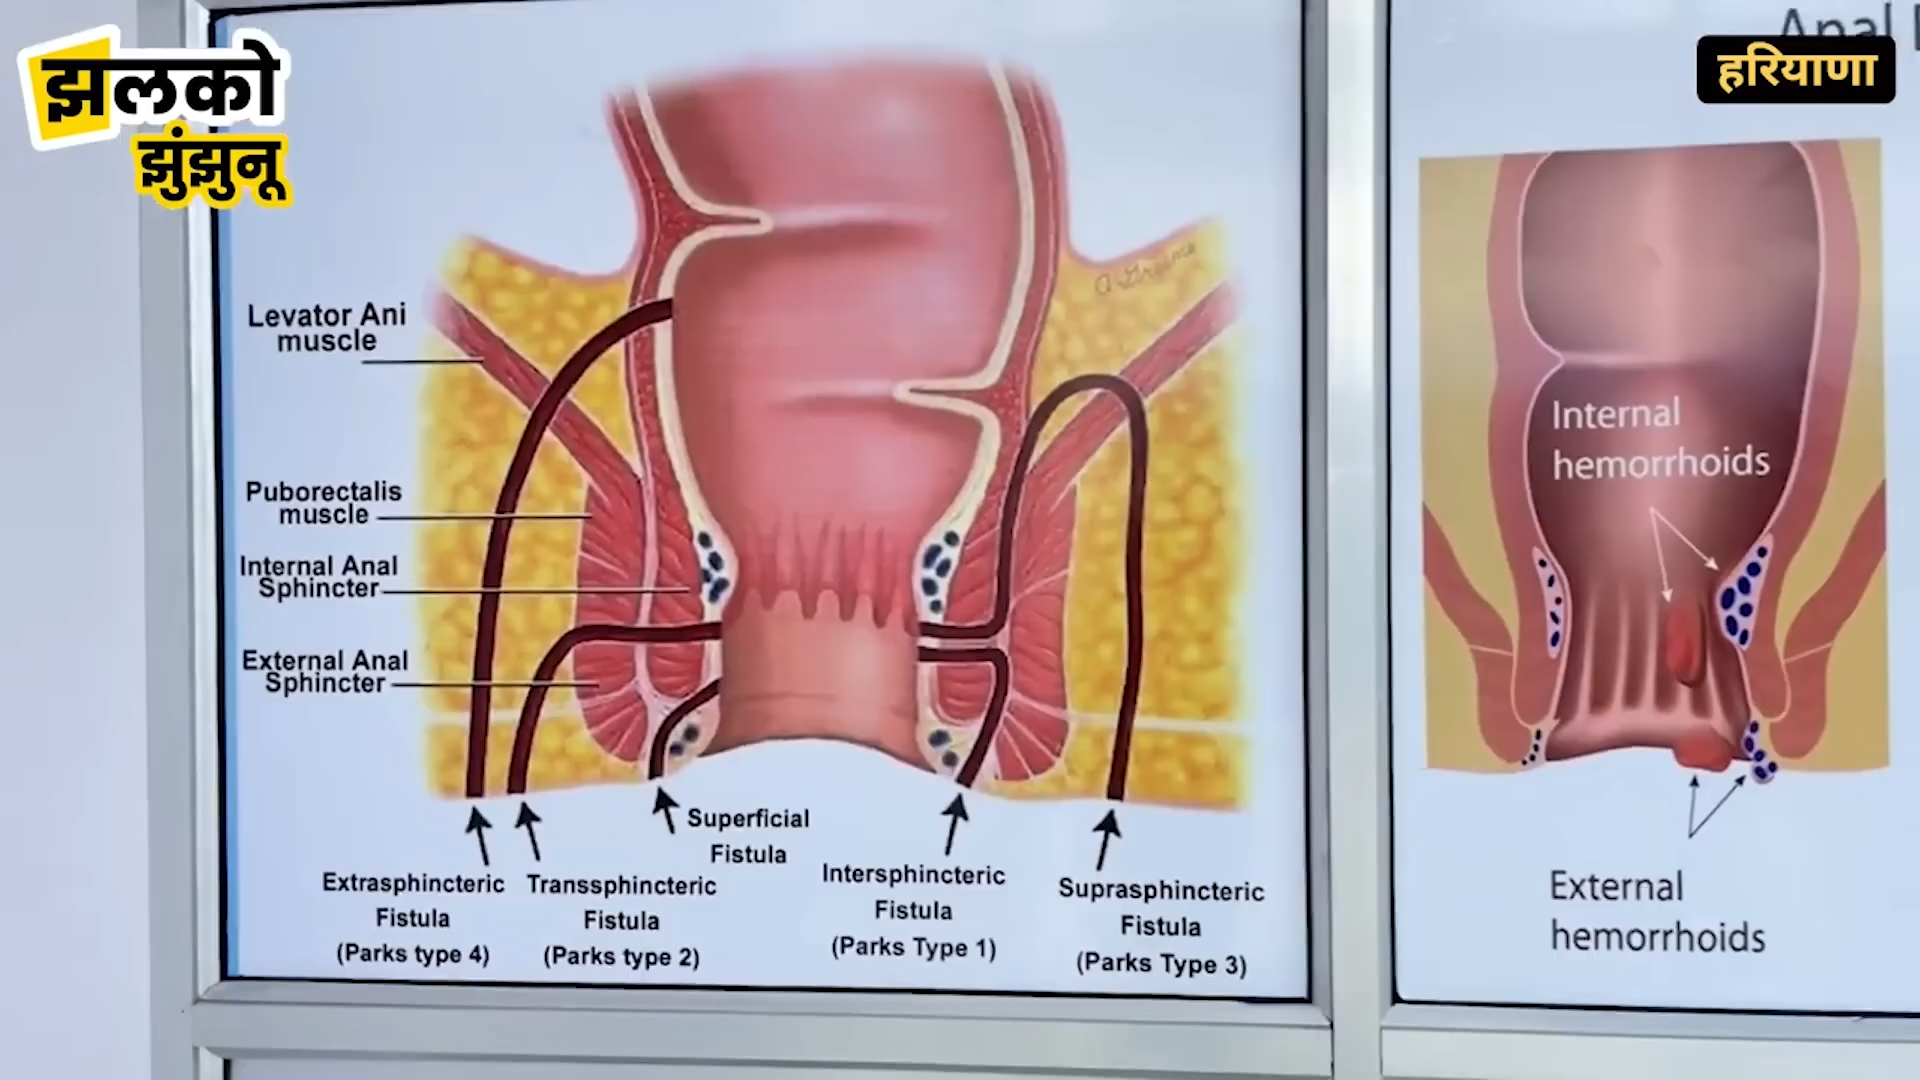 झलको
झुंझुनू
हरियाणा
Anal
Levator Ani
muscle
Puborectalis
muscle
Internal Anal
Sphincter
External Anal
Sphincter
Superficial
Fistula
Extrasphincteric
Fistula
(Parks type 4)
Transsphincteric
Fistula
(Parks type 2)
Intersphincteric
Fistula
(Parks Type 1)
Suprasphincteric
Fistula
(Parks Type 3)
Internal
hemorrhoids
External
hemorrhoids